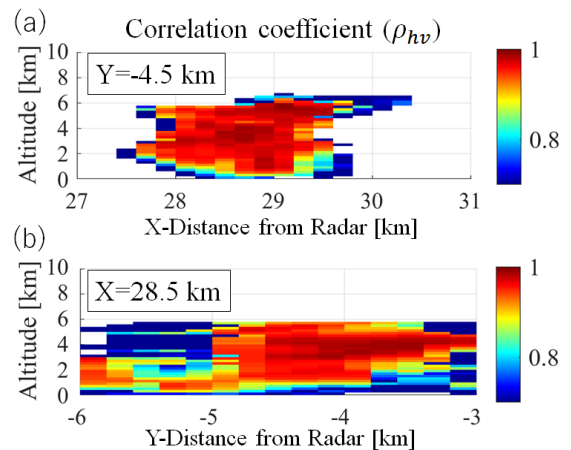 (a) Correlation coefficient (ρhv)
Y=-4.5 km
Altitude [km]
10
8
6
4
2
0
27 28 29 30 31
X-Distance from Radar [km]
1
0.8
(b)
X=28.5 km
Altitude [km]
10
8
6
4
2
0
-6 -5 -4 -3
Y-Distance from Radar [km]
1
0.8